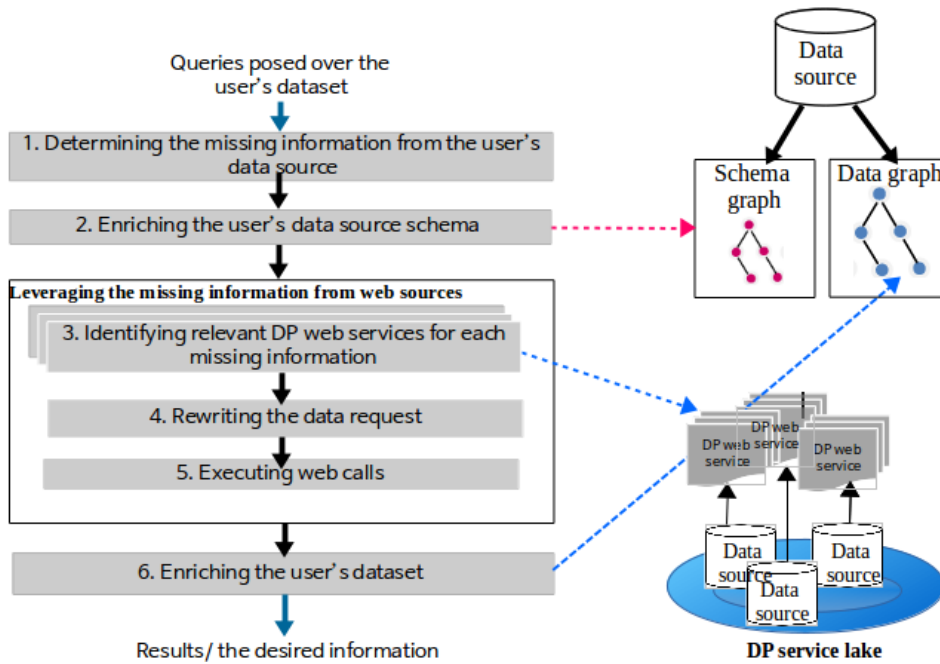 Queries posed over the
user's dataset
1. Determining the missing information from the user's
data source
2. Enriching the user's data source schema
Leveraging the missing information from web sources
3. Identifying relevant DP web services for each
missing information
4. Rewriting the data request
5. Executing web calls
6. Enriching the user's dataset
Results/ the desired information
Data
source
Schema
graph
Data graph
DP web
service
DP web
service
DP web
service
Data
source
Data
source
Data
source
DP service lake